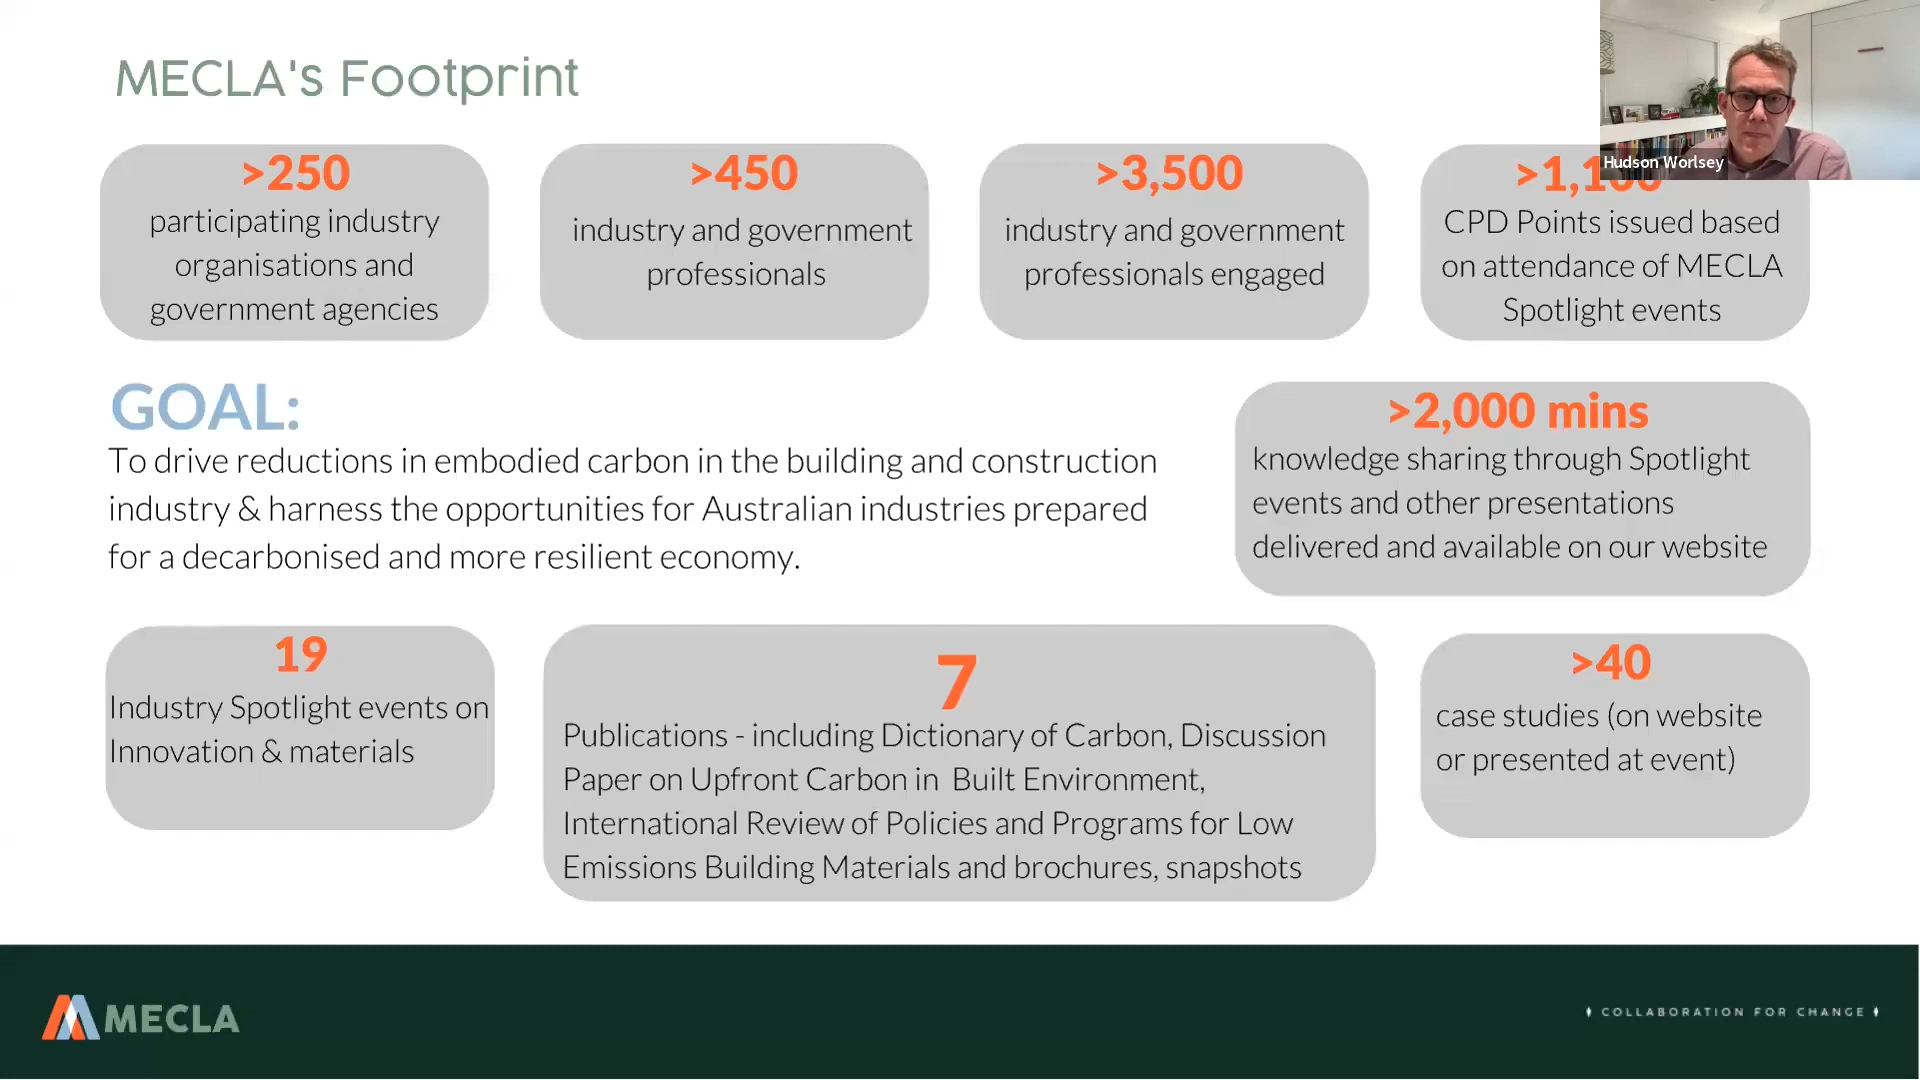 MECLA's Footprint
>250
participating industry
organisations and
government agencies
>450
industry and government
professionals
>3,500
industry and government
professionals engaged
>1,100
CPD Points issued based
on attendance of MECLA
Spotlight events
Hudson Worlsey
GOAL:
To drive reductions in embodied carbon in the building and construction
industry & harness the opportunities for Australian industries prepared
for a decarbonised and more resilient economy.
>2,000 mins
knowledge sharing through Spotlight
events and other presentations
delivered and available on our website
19
Industry Spotlight events on
Innovation & materials
7
Publications - including Dictionary of Carbon, Discussion
Paper on Upfront Carbon in Built Environment,
International Review of Policies and Programs for Low
Emissions Building Materials and brochures, snapshots
>40
case studies (on website
or presented at event)
MECLA
COLLABORATION FOR CHANGE